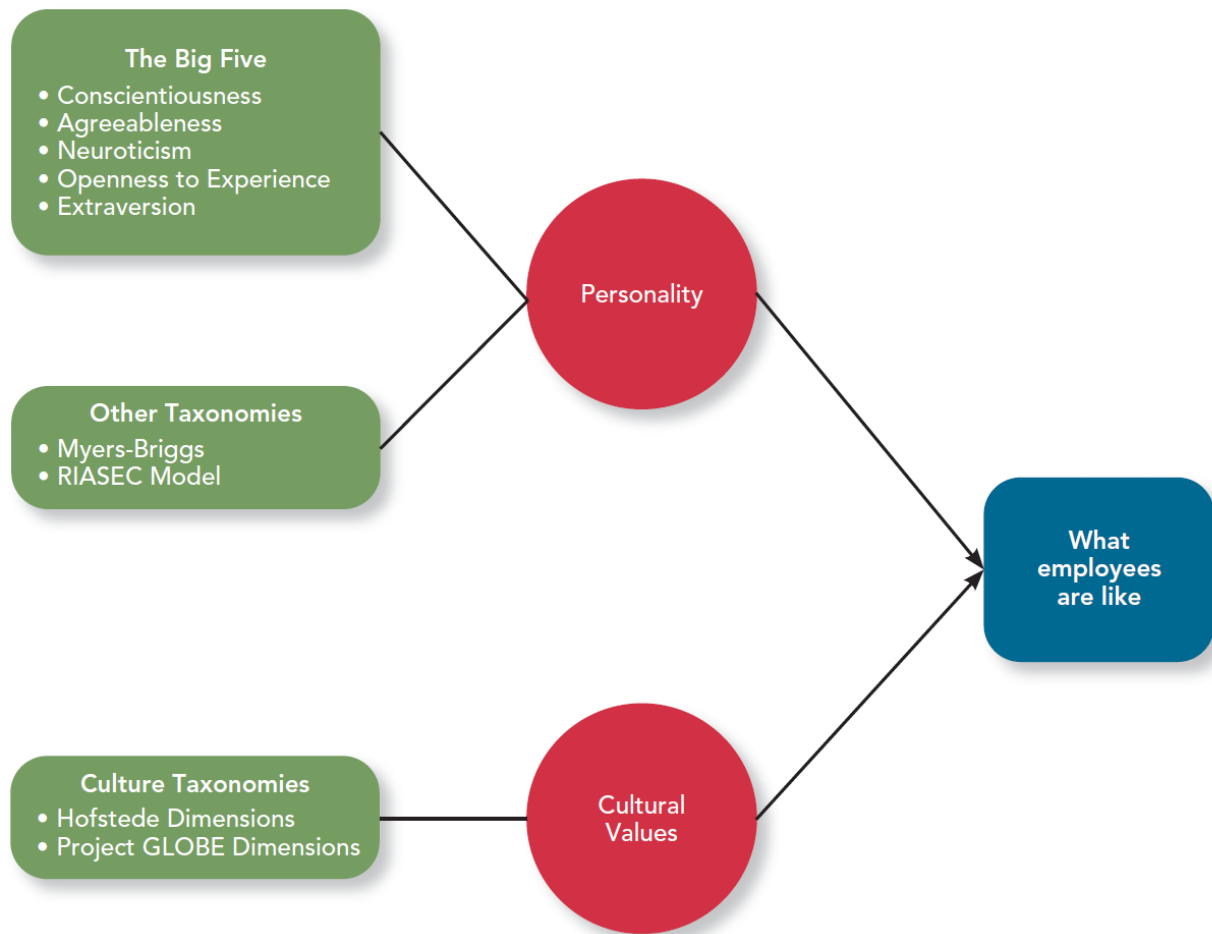 The Big Five
• Conscientiousness
• Agreeableness
• Neuroticism
• Openness to Experience
• Extraversion
Personality
Other Taxonomies
• Myers-Briggs
• RIASEC Model
What
employees
are like
Culture Taxonomies
• Hofstede Dimensions
• Project GLOBE Dimensions
Cultural
Values